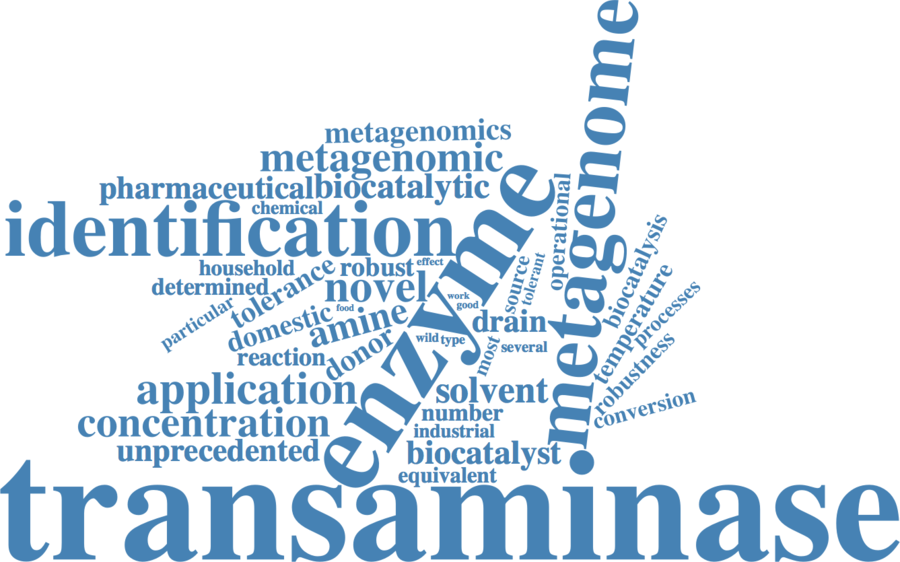 metagenome
metagenomics
metagenomic
pharmaceutical
biocatalytic
chemical
identification
enzyme
operational
household
robust
effect
determined
tolerance
novel
source
tolerant
biocatalysis
particular
domestic
food
amine
work
good
drain
temperature
processes
reaction
donor
wild
type
most
several
robustness
application
solvent
conversion
concentration
number
industrial
unprecedented
biocatalyst
equivalent
transaminase